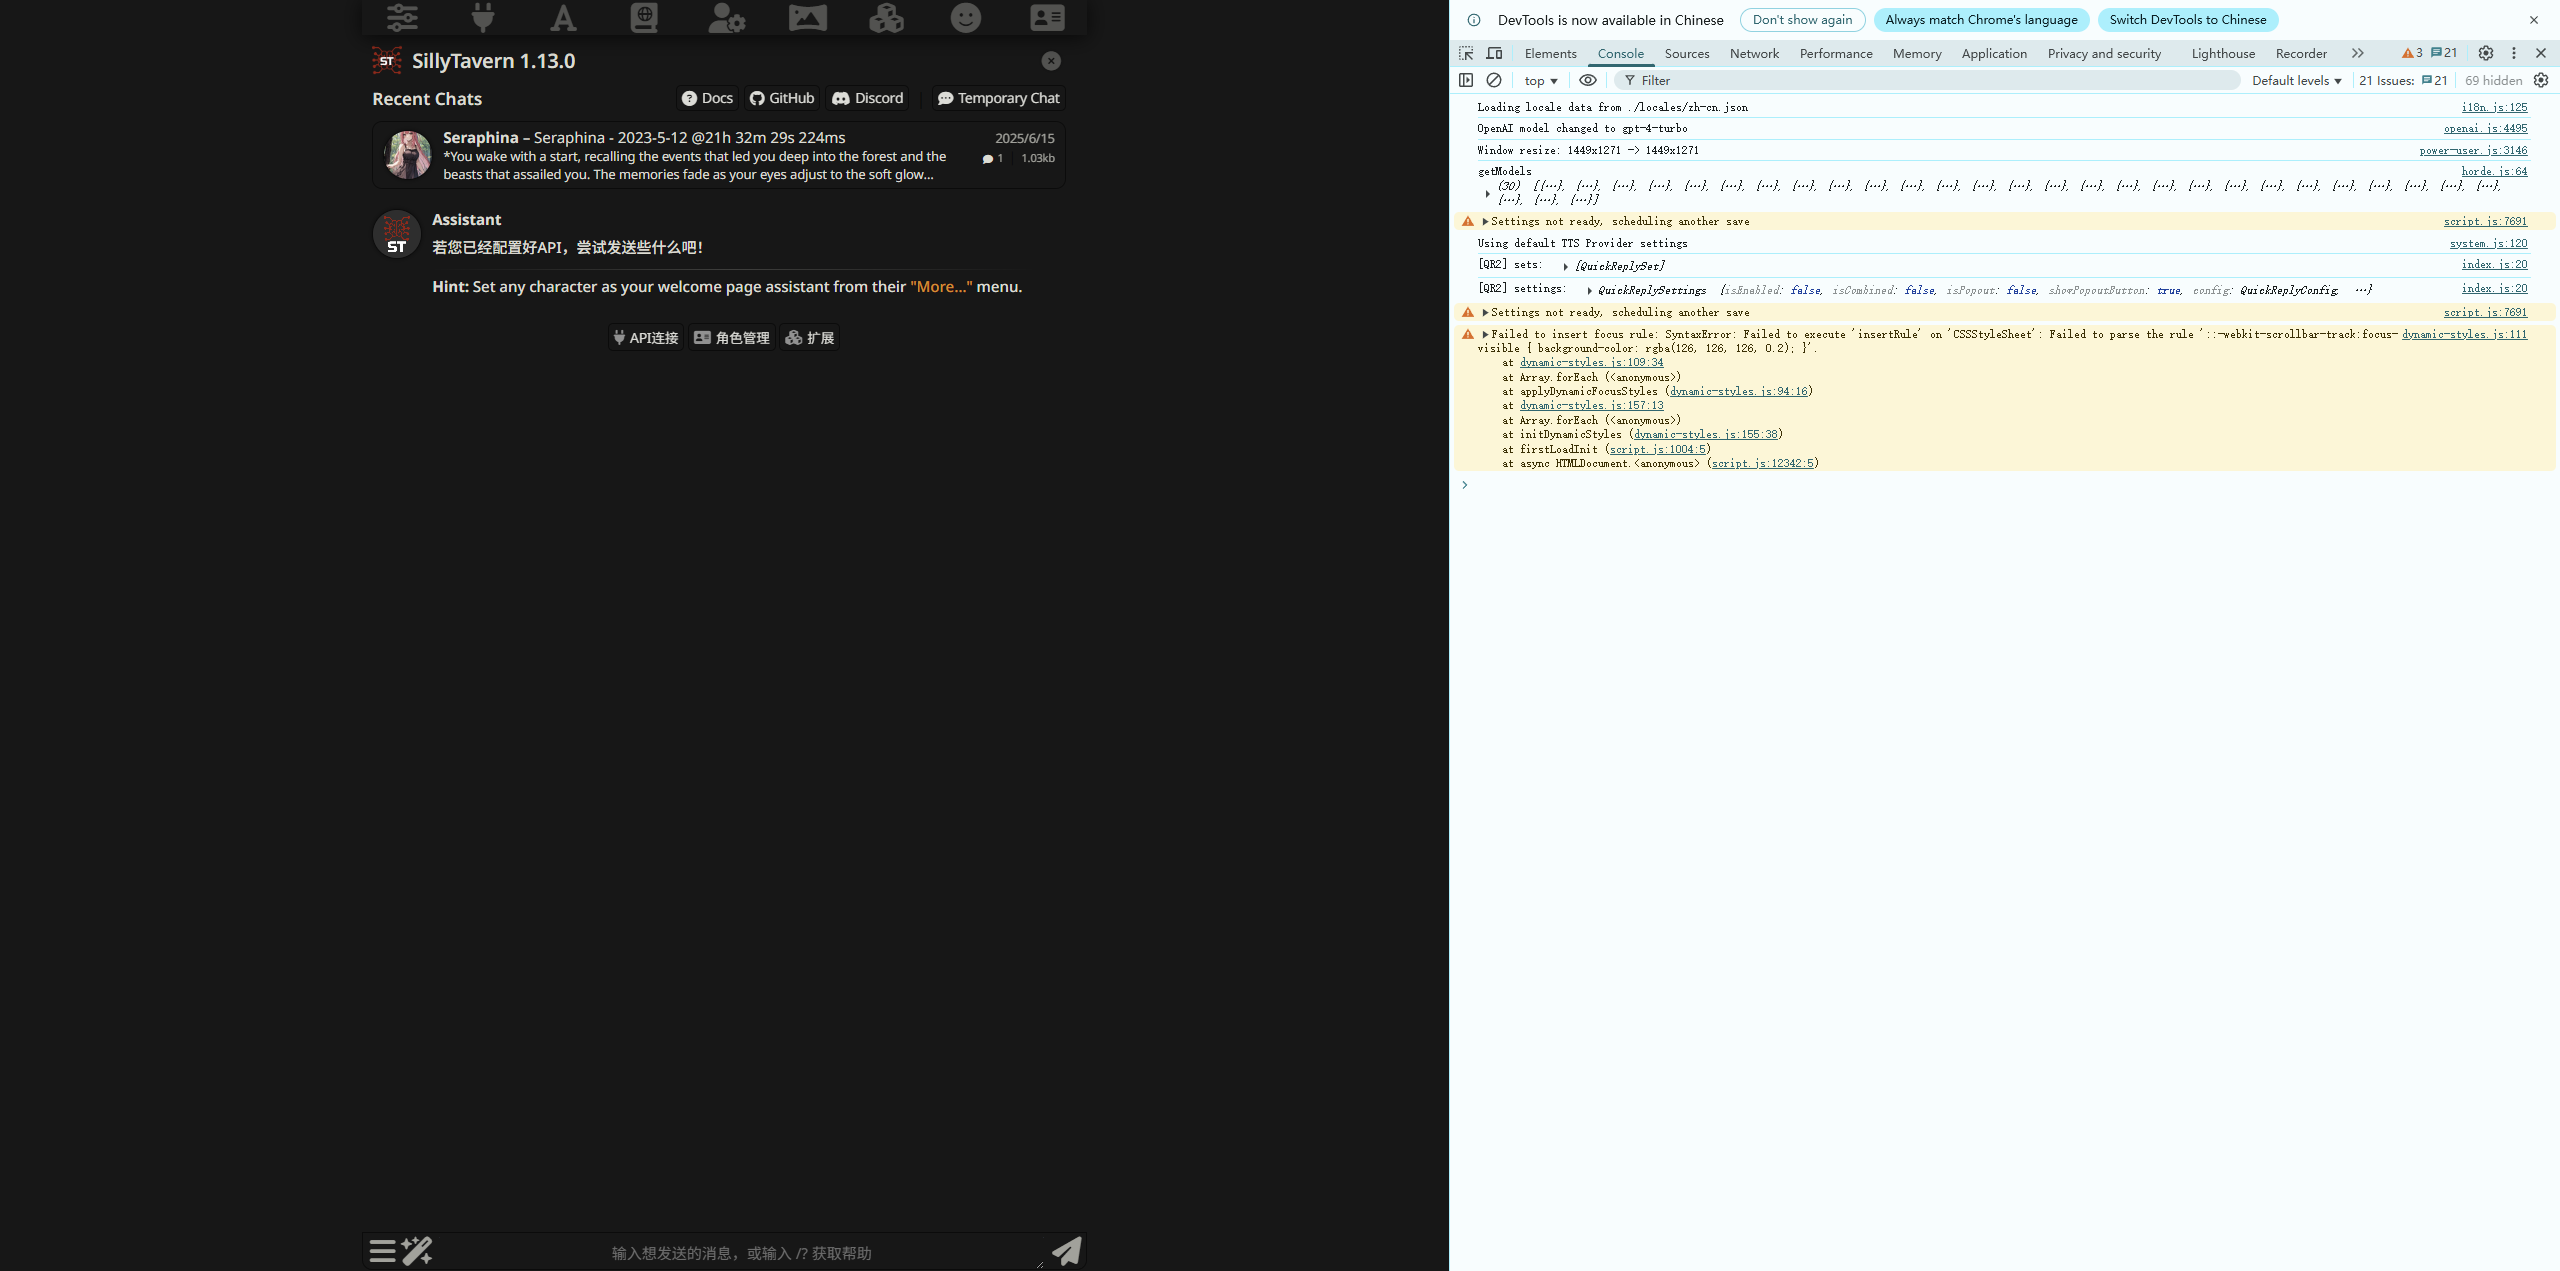 SillyTavern 1.13.0
Recent Chats
Docs
GitHub
Discord
Temporary Chat
Seraphina – Seraphina - 2023-5-12 @21h 32m 29s 224ms
2025/6/15
*You wake with a start, recalling the events that led you deep into the forest and the
1
1.03kb
beasts that assailed you. The memories fade as your eyes adjust to the soft glow...
Assistant
ST
若您已经配置好API，尝试发送些什么吧！
Hint: Set any character as your welcome page assistant from their "More..." menu.
API连接
角色管理
扩展
输入想发送的消息，或输入 /? 获取帮助
DevTools is now available in Chinese
Don't show again
Always match Chrome's language
Switch DevTools to Chinese
Elements
Console
Sources
Network
Performance
Memory
Application
Privacy and security
Lighthouse
Recorder
3
21
top
Filter
Default levels
21 Issues:
21
69 hidden
Loading locale data from ./locales/zh-cn.json
i18n.js:125
OpenAI model changed to gpt-4-turbo
openai.js:4495
Window resize: 1449x1271 -> 1449x1271
power-user.js:3146
getModels
horde.js:64
(30) [{…}, {…}, {…}, {…}, {…}, {…}, {…}, {…}, {…}, {…}, {…}, {…}, {…}, {…}, {…}, {…}, {…}, {…}, {…}, {…}, {…}, {…}, {…}, {…}, {…}, {…}, {…},
{…}, {…}, {…}]
Settings not ready, scheduling another save
script.js:7691
Using default TTS Provider settings
system.js:120
[QR2] sets: [QuickReplySet]
index.js:20
[QR2] settings: QuickReplySettings {isEnabled: false, isCombined: false, isPopout: false, showPopoutButton: true, config: QuickReplyConfig, …}
index.js:20
Settings not ready, scheduling another save
script.js:7691
Failed to insert focus rule: SyntaxError: Failed to execute 'insertRule' on 'CSSStyleSheet': Failed to parse the rule '::-webkit-scrollbar-track:focus-
dynamic-styles.js:111
visible { background-color: rgba(126, 126, 126, 0.2); }'.
at dynamic-styles.js:109:34
at Array.forEach (<anonymous>)
at applyDynamicFocusStyles (dynamic-styles.js:94:16)
at dynamic-styles.js:157:13
at Array.forEach (<anonymous>)
at initDynamicStyles (dynamic-styles.js:155:38)
at firstLoadInit (script.js:1004:5)
at async HTMLDocument.<anonymous> (script.js:12342:5)